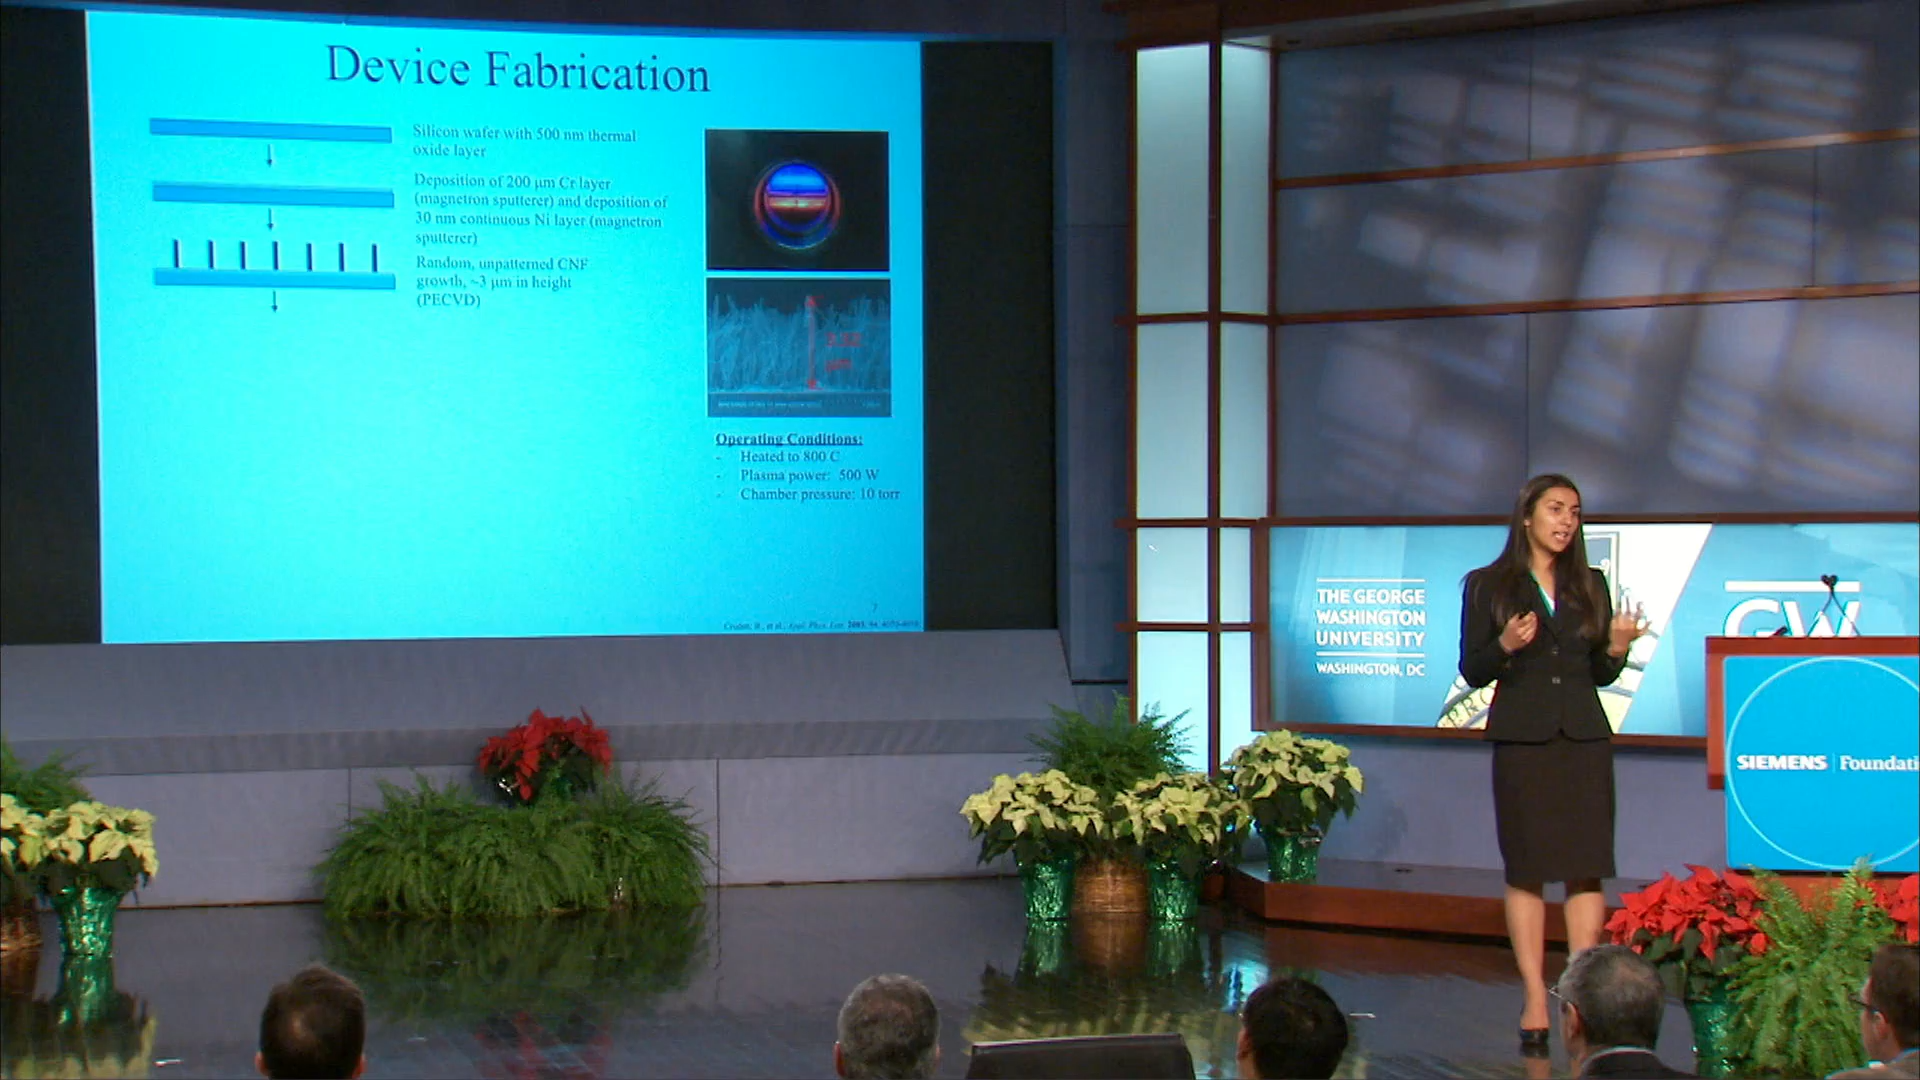 Device Fabrication
Silicon wafer with 500 nm thermal
oxide layer
Deposition of 200 μm Cr layer
(magnetron sputterer) and deposition of
30 nm continuous Ni layer (magnetron
sputterer)
Random, unpatterned CNF
growth, ~3 μm in height
(PECVD)
μm
Operating Conditions:
- Heated to 800 C
- Plasma power: 500 W
- Chamber pressure: 10 torr
7
THE GEORGE
WASHINGTON
UNIVERSITY
WASHINGTON, DC
GW
SIEMENS | Foundati